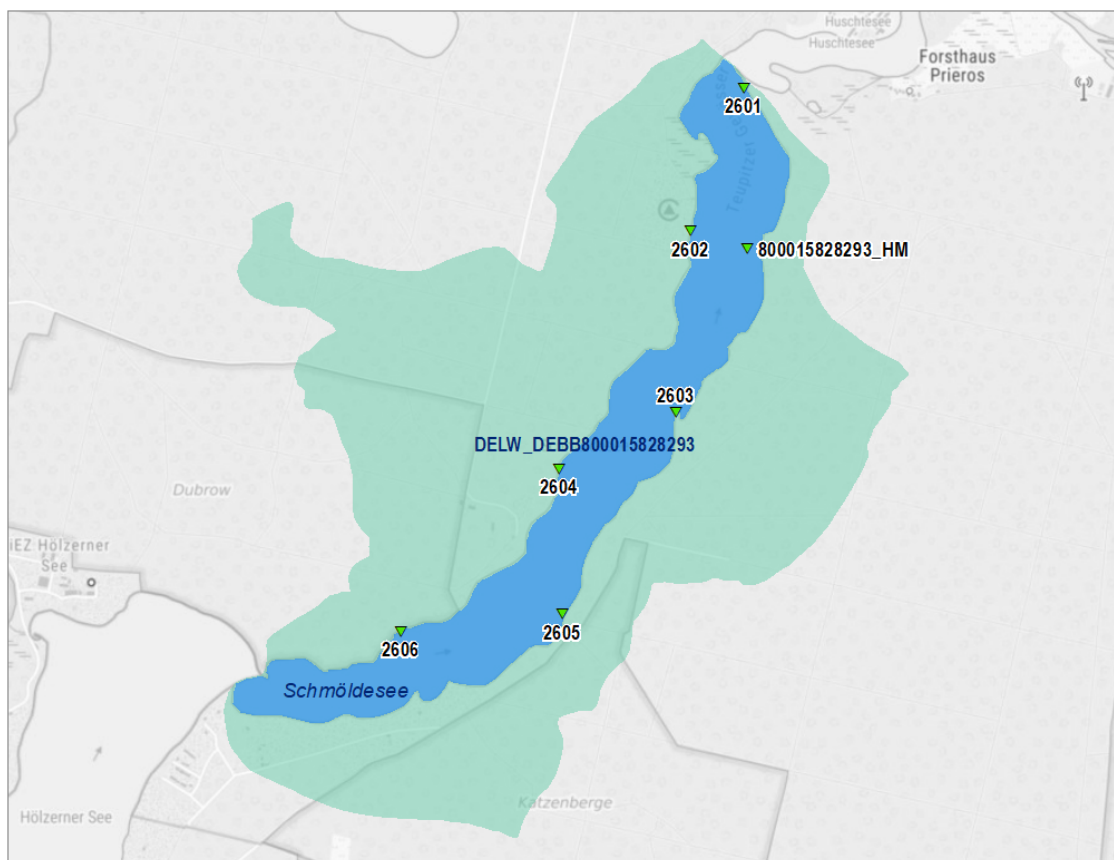 Huschtesee
Huschtesee
Forsthaus
Prieros
2601
Teupitzer Gewässer
2602
800015828293_HM
2603
DELW_DEBB800015828293
2604
Dubrow
iEZ Hölzerner
See
2605
2606
Schmöldesee
Katzenberge
Hölzerner See